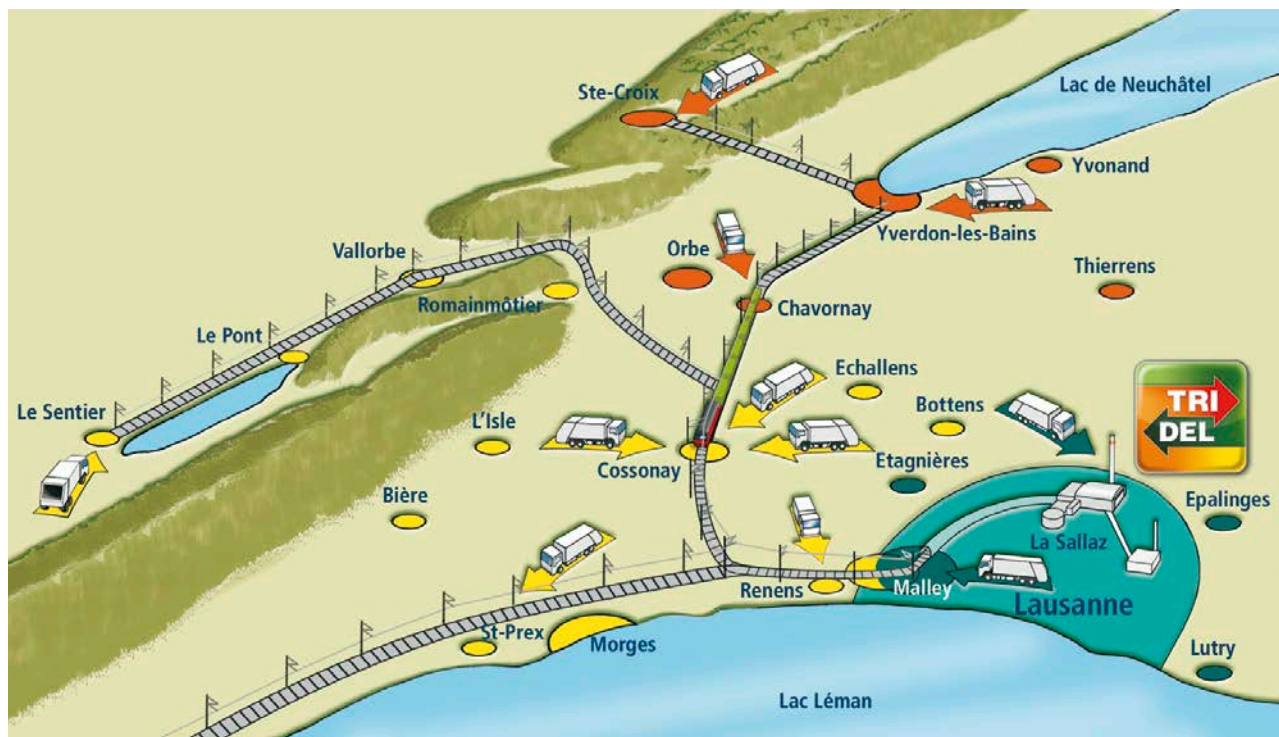 Ste-Croix
Lac de Neuchâtel
Yvonand
Yverdon-les-Bains
Vallorbe
Orbe
Thierrens
Romainmôtier
Chavornay
Le Pont
Echallens
Le Sentier
L'Isle
Bottens
TRI
DEL
Cossonay
Etagnières
Bière
Epalinges
La Sallaz
Renens
Malley
Lausanne
St-Prex
Morges
Lutry
Lac Léman